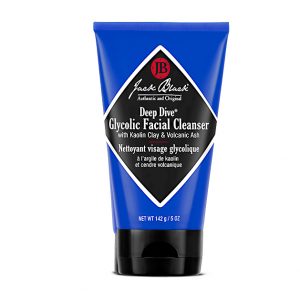 JB
Jack Black®
Authentic and Original
Deep Dive®
Glycolic Facial Cleanser
with Kaolin Clay & Volcanic Ash
Nettoyant visage glycolique
à l'argile de kaolin
et cendre volcanique
NET WT 142 g / 5 OZ